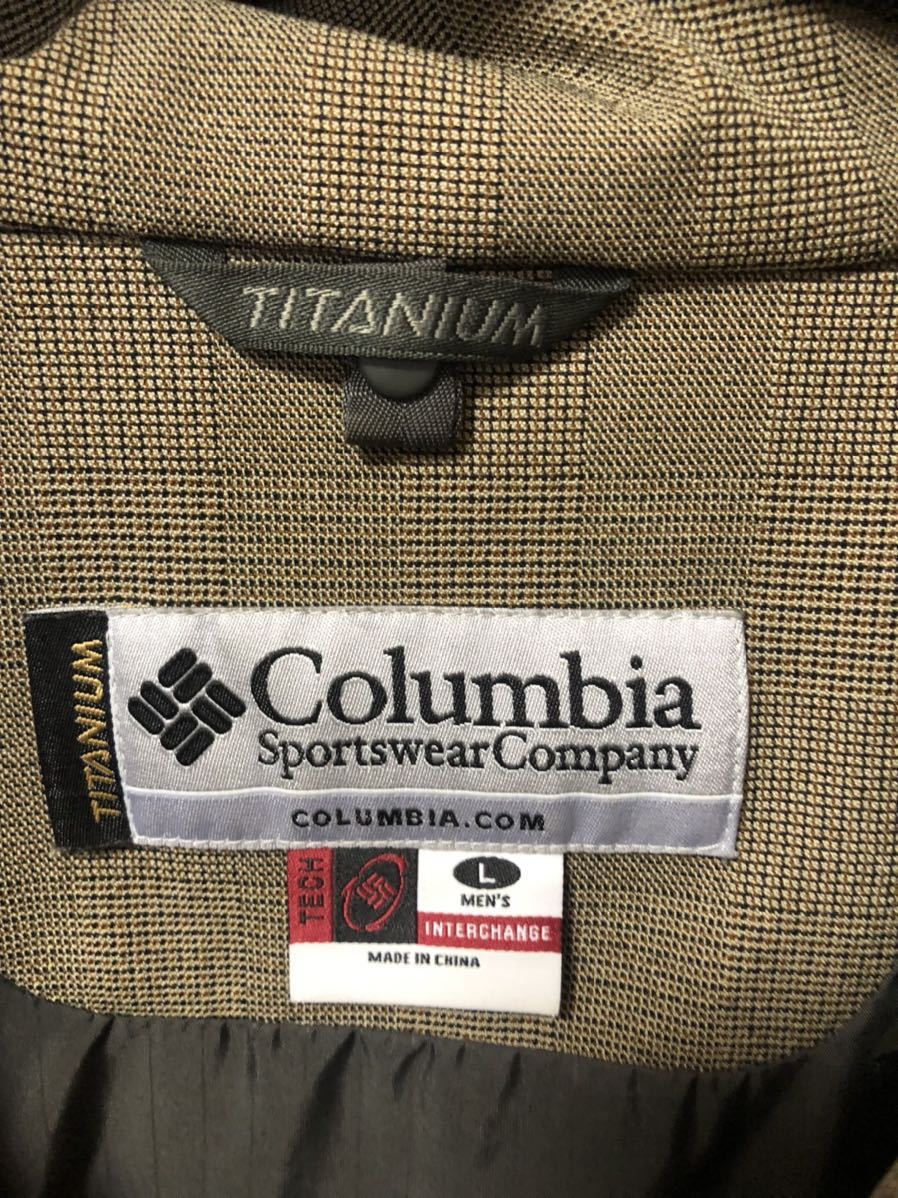 TITANIUM
TITANIUM
Columbia
Sportswear Company
COLUMBIA.COM
TECH
L
MEN'S
INTERCHANGE
MADE IN CHINA